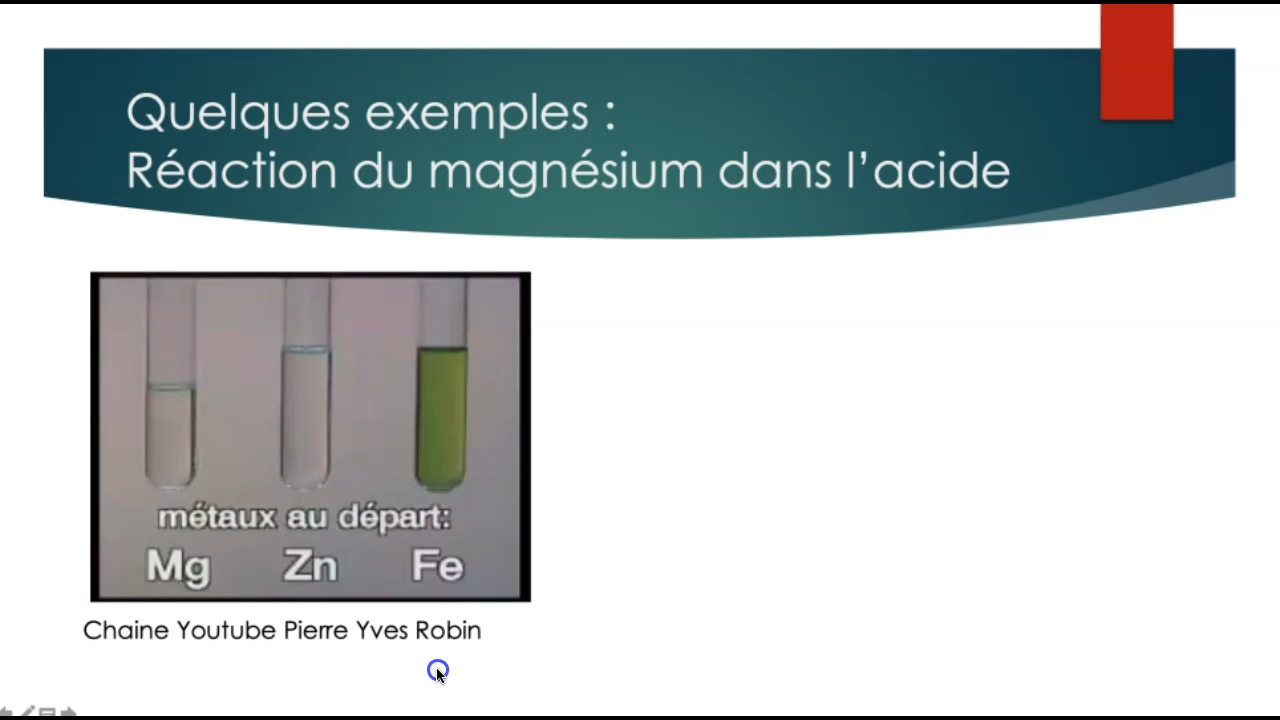 Quelques exemples :
Réaction du magnésium dans l’acide
métaux au départ:
Mg Zn Fe
Chaine Youtube Pierre Yves Robin